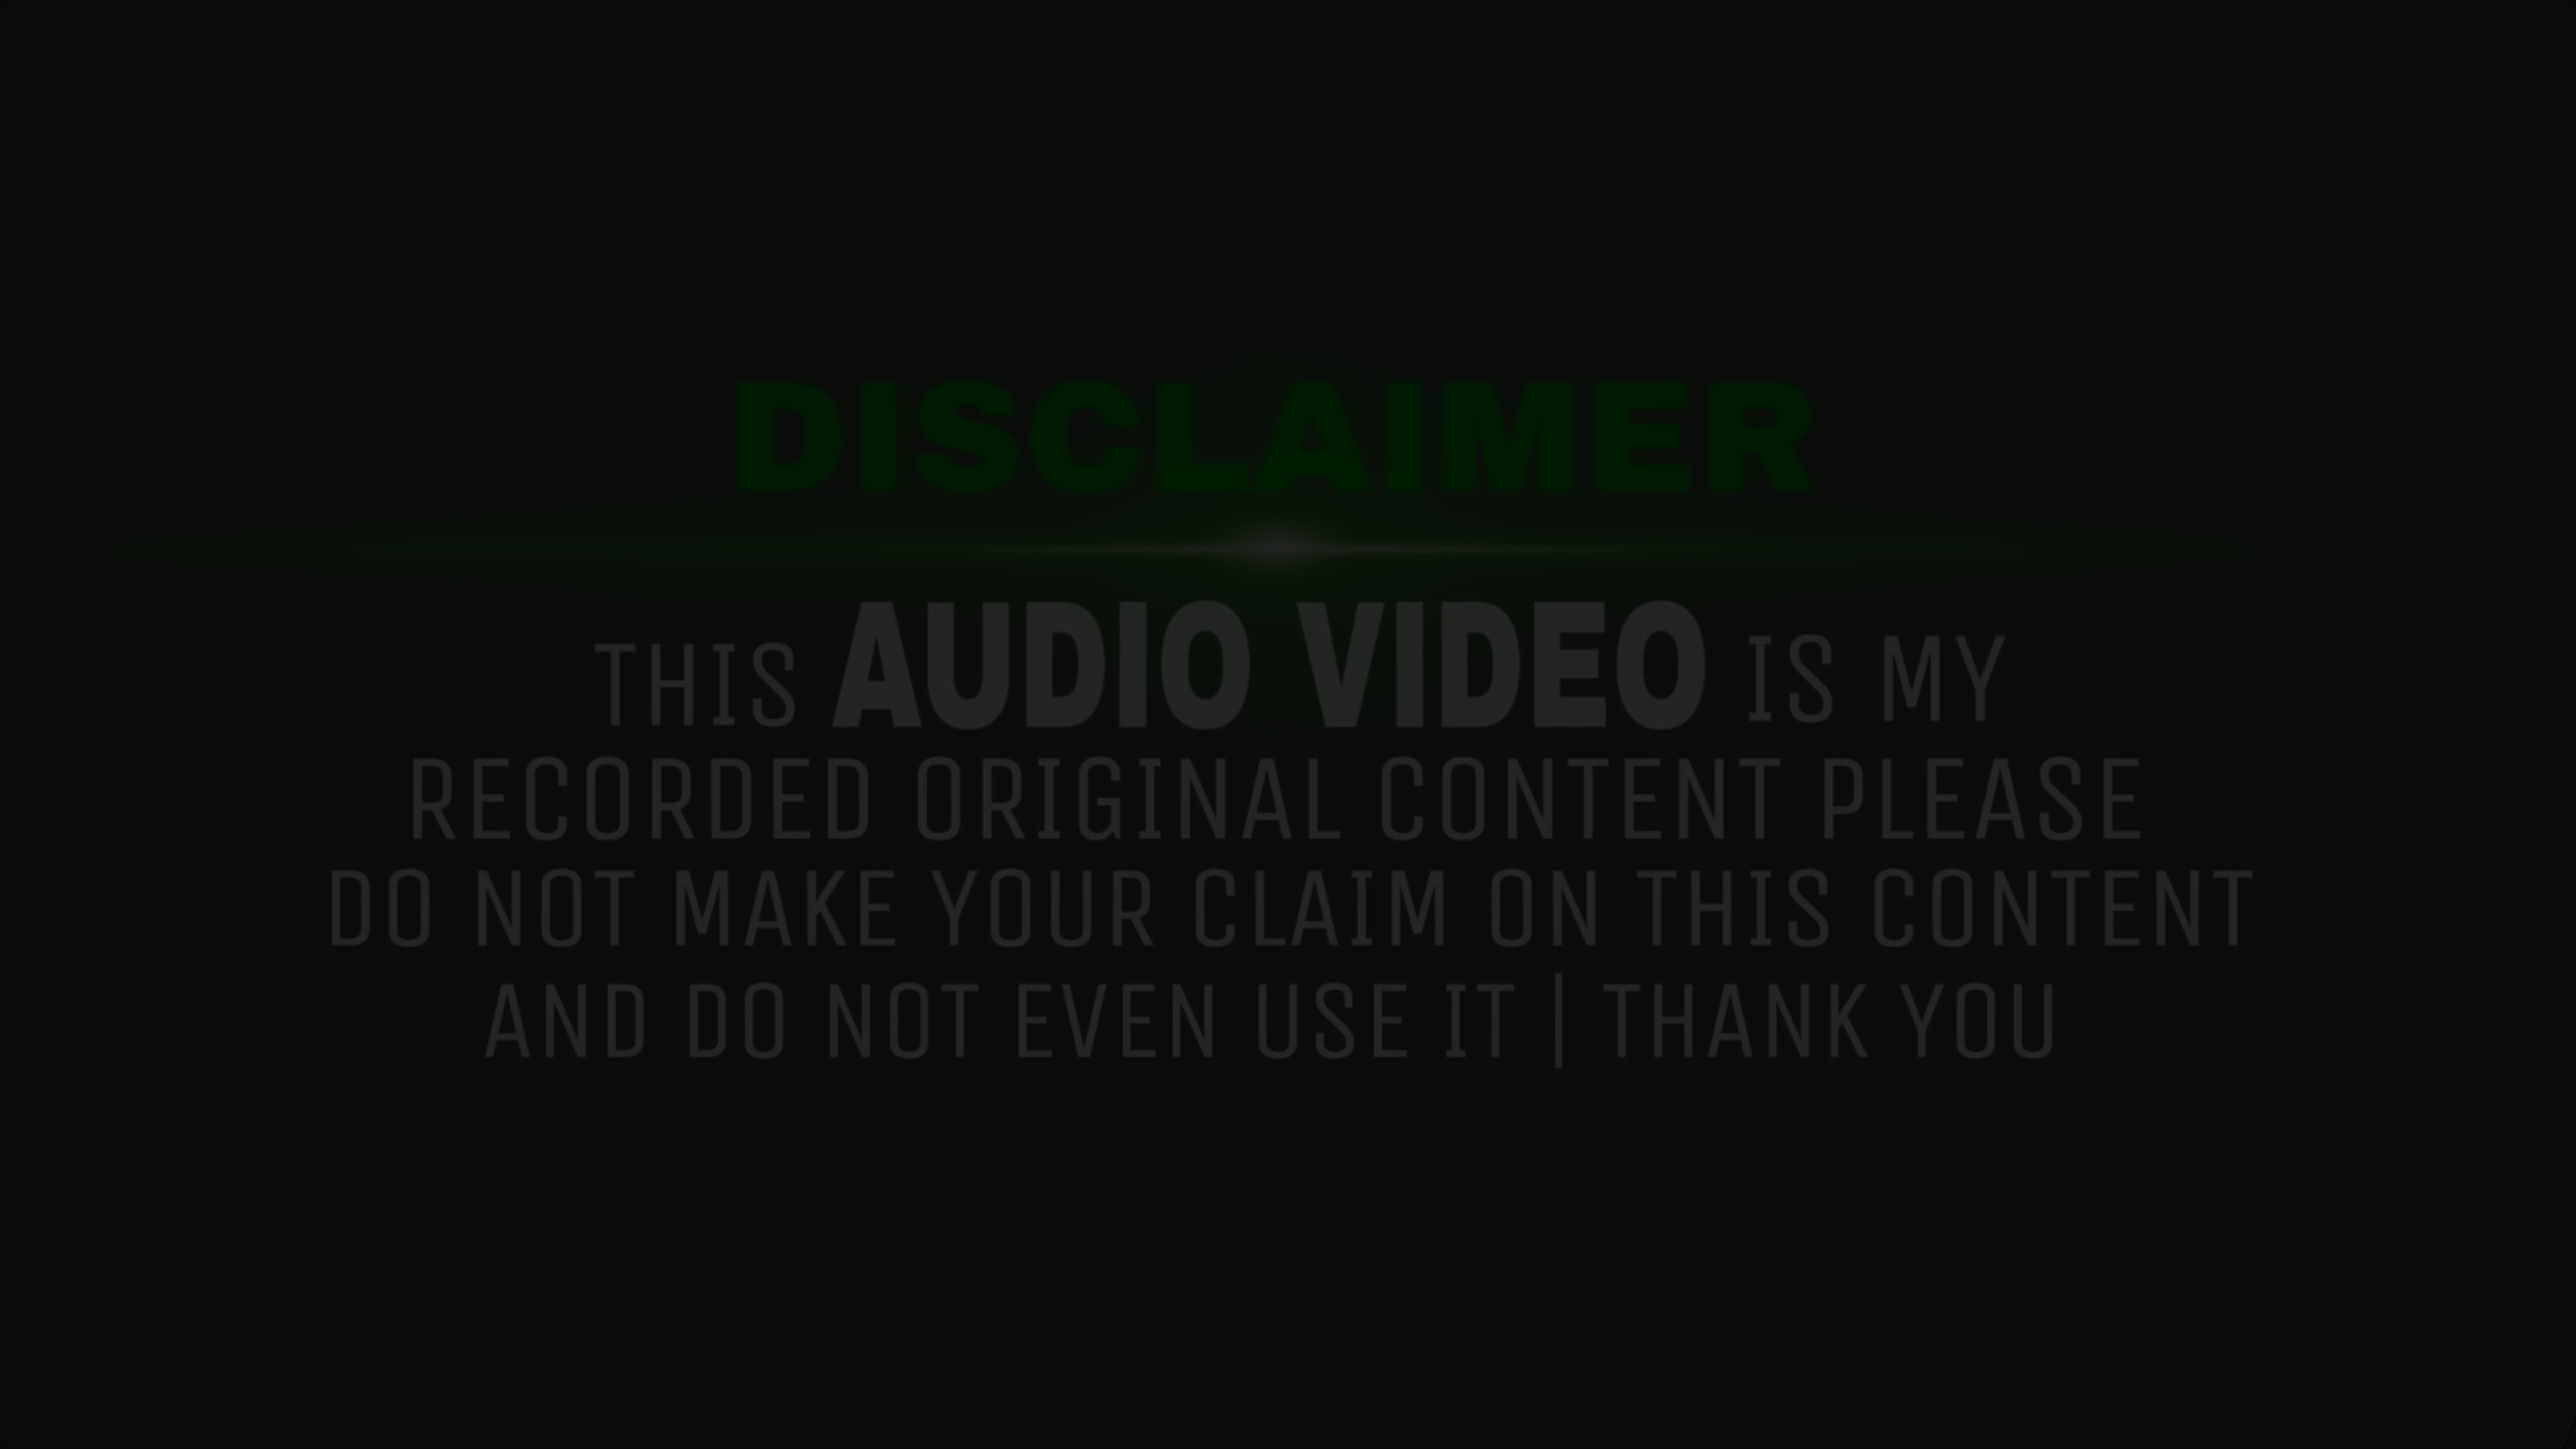 DISCLAIMER
THIS AUDIO VIDEO IS MY
RECORDED ORIGINAL CONTENT PLEASE
DO NOT MAKE YOUR CLAIM ON THIS CONTENT
AND DO NOT EVEN USE IT | THANK YOU